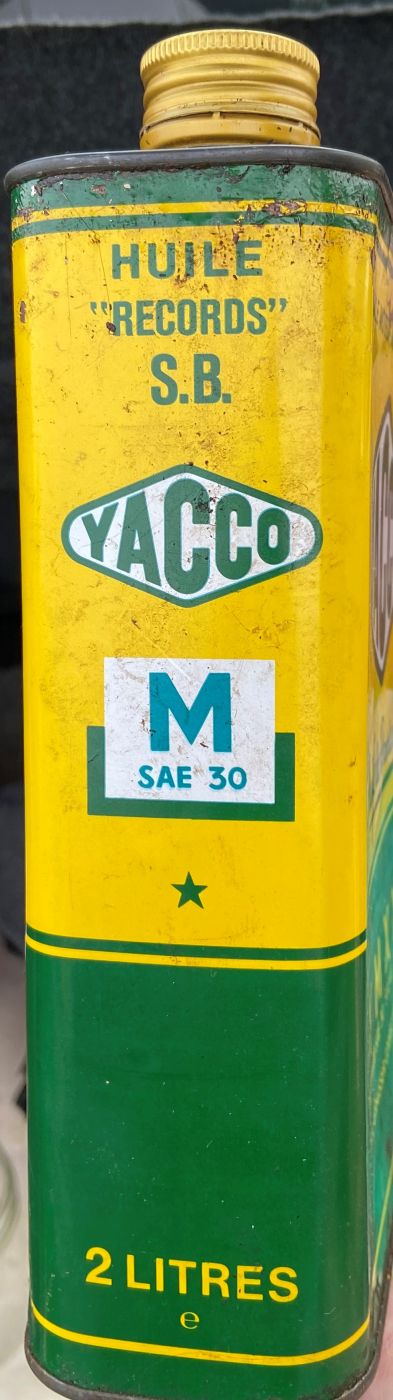 HUILE
"RECORDS"
S.B.
YACCO
M
SAE 30
2 LITRES
e